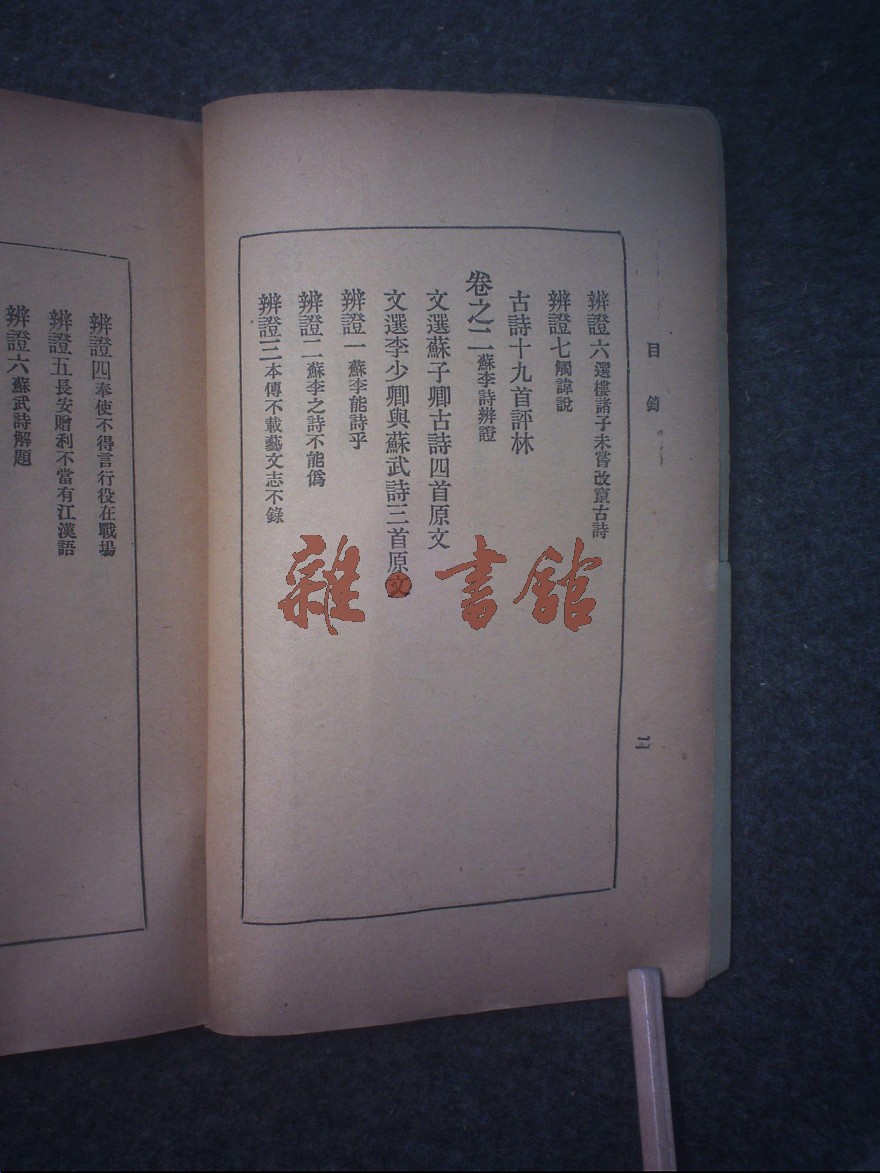 目錄
二
辨證六選樓諸子未嘗改竄古詩
辨證七觸諱說
古詩十九首評林
卷之二蘇李詩辨證
文選蘇子卿古詩四首原文
文選李少卿與蘇武詩三首原文
辨證一蘇李能詩乎
辨證二蘇李之詩不能僞
辨證三本傳不載藝文志不錄
辨證四奉使不得言行役在戰場
辨證五長安贈利不當有江漢語
辨證六蘇武詩解題
雜書館